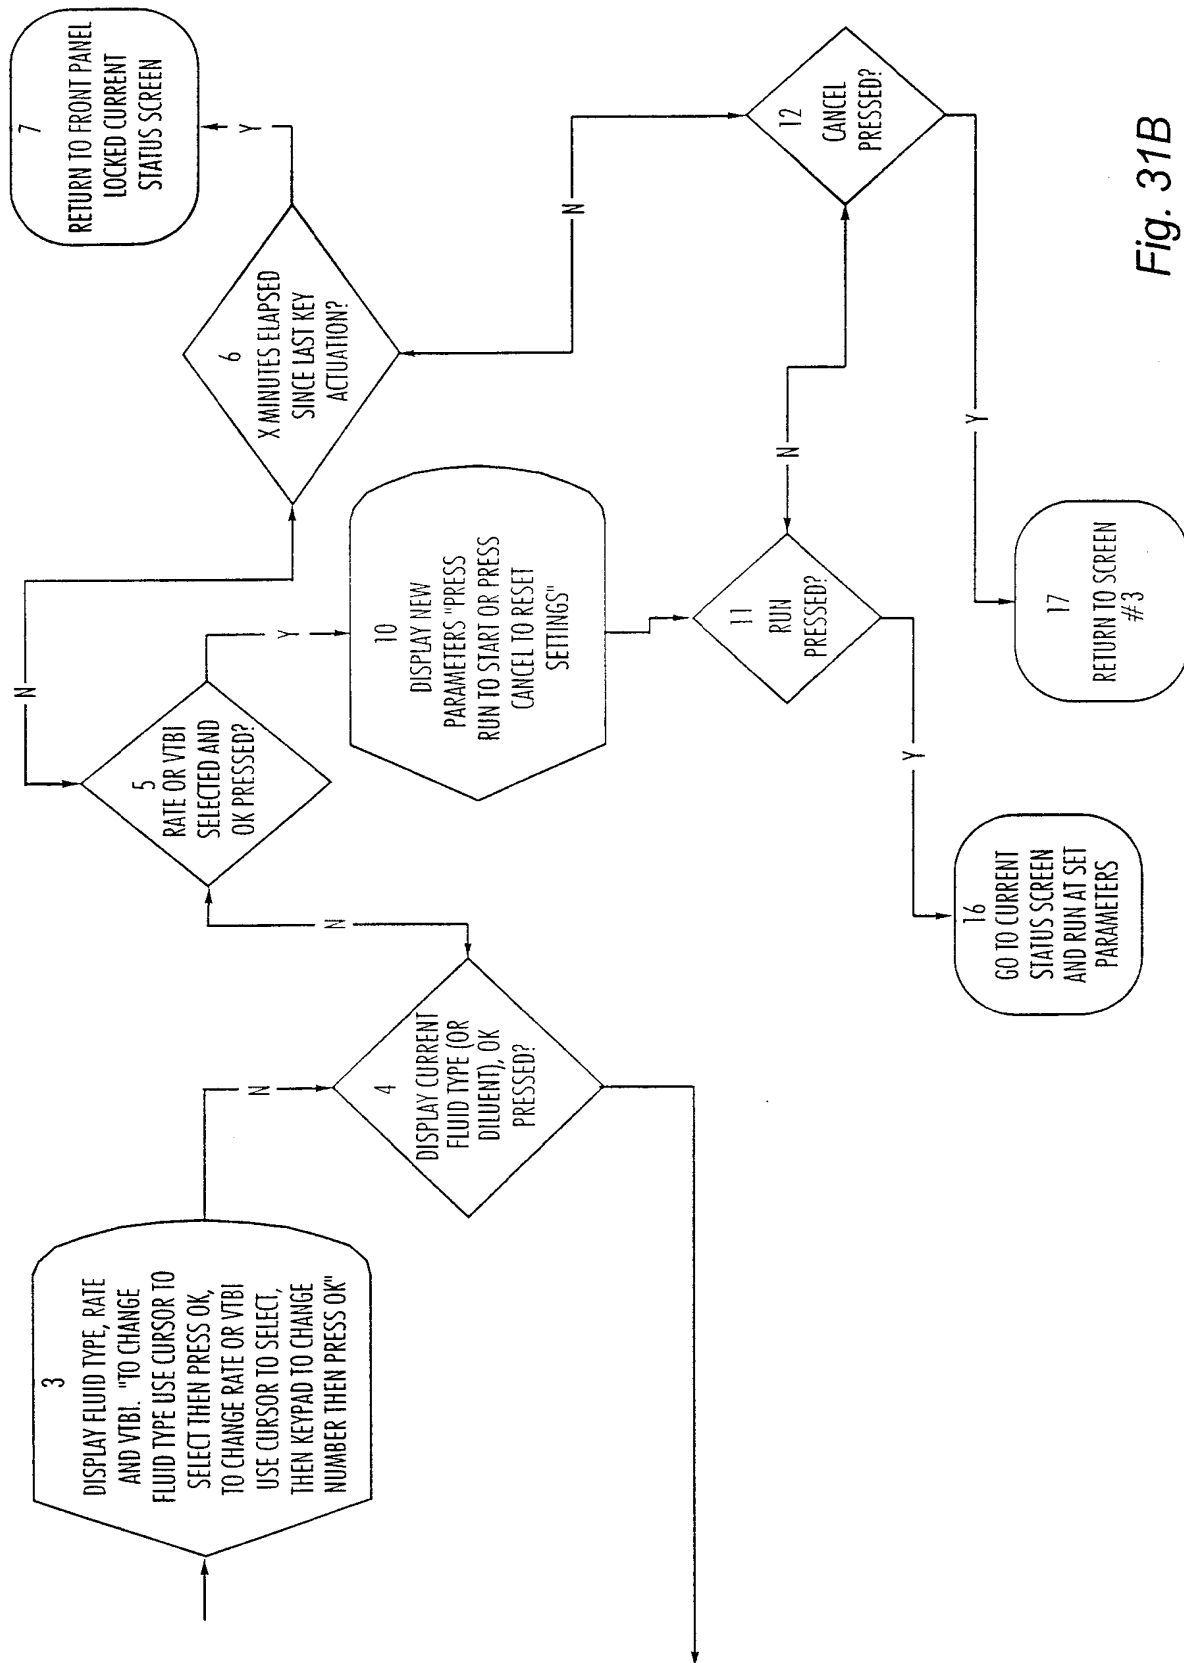 3
DISPLAY FLUID TYPE, RATE
AND VTBI. "TO CHANGE
FLUID TYPE USE CURSOR TO
SELECT THEN PRESS OK,
TO CHANGE RATE OR VTBI
USE CURSOR TO SELECT,
THEN KEYPAD TO CHANGE
NUMBER THEN PRESS OK"
N
4
DISPLAY CURRENT
FLUID TYPE (OR
DILUENT), OK
PRESSED?
N
5
RATE OR VTBI
SELECTED AND
OK PRESSED?
N
Y
6
X MINUTES ELAPSED
SINCE LAST KEY
ACTUATION?
Y
7
RETURN TO FRONT PANEL
LOCKED CURRENT
STATUS SCREEN
N
10
DISPLAY NEW
PARAMETERS "PRESS
RUN TO START OR PRESS
CANCEL TO RESET
SETTINGS"
11
RUN
PRESSED?
N
Y
12
CANCEL
PRESSED?
Y
16
GO TO CURRENT
STATUS SCREEN
AND RUN AT SET
PARAMETERS
17
RETURN TO SCREEN
#3
Fig. 31B